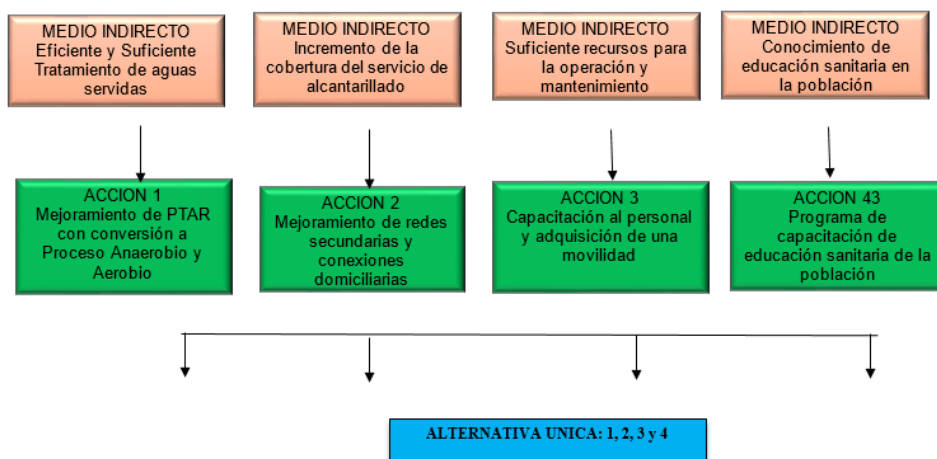 MEDIO INDIRECTO
Eficiente y Suficiente
Tratamiento de aguas
servidas
MEDIO INDIRECTO
Incremento de la
cobertura del servicio de
alcantarillado
MEDIO INDIRECTO
Suficiente recursos para
la operación y
mantenimiento
MEDIO INDIRECTO
Conocimiento de
educación sanitaria en
la población
ACCION 1
Mejoramiento de PTAR
con conversión a
Proceso Anaerobio y
Aerobio
ACCION 2
Mejoramiento de redes
secundarias y
conexiones
domiciliarias
ACCION 3
Capacitación al personal
y adquisición de una
movilidad
ACCION 43
Programa de
capacitación de
educación sanitaria de la
población
ALTERNATIVA UNICA: 1, 2, 3 y 4